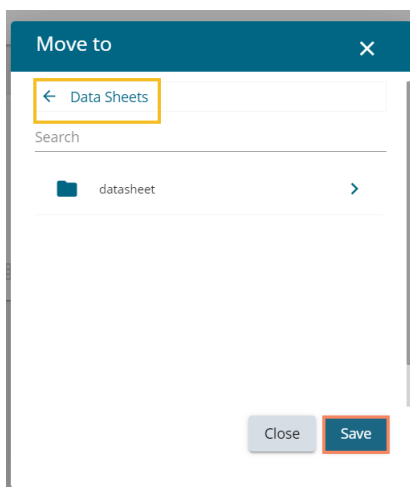 Move to
Data Sheets
Search
datasheet
Close Save